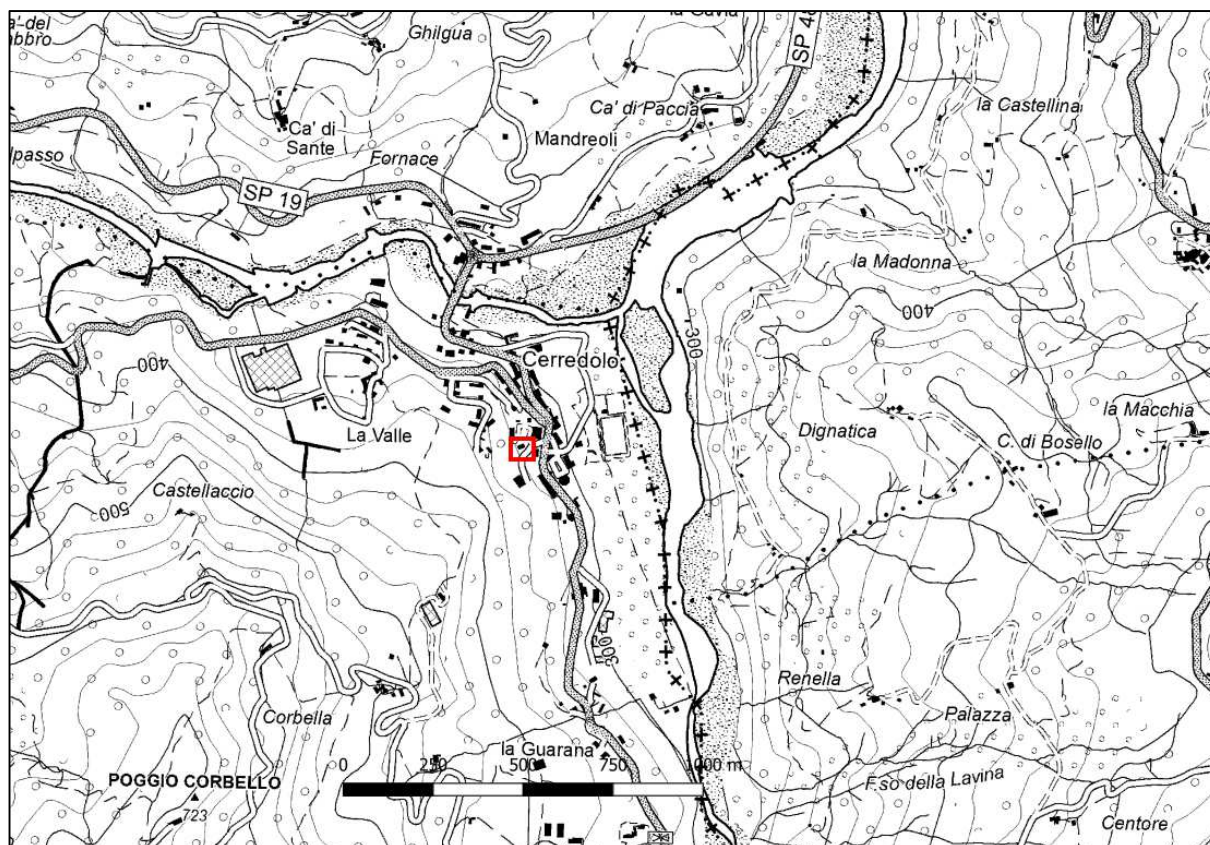 Ghilgua
SP 48
Ca' di Paccia
la Castellina
Ca' di
Sante
Mandreoli
Fornace
SP 19
la Madonna
400
300
400
Cerredolo
la Macchia
La Valle
Dignatica
C. di Bosello
Castellaccio
500
300
Renella
Corbella
Palazza
la Guarana
0 250 500 750 1000 m
POGGIO CORBELLO
723
F.so della Lavina
Centore